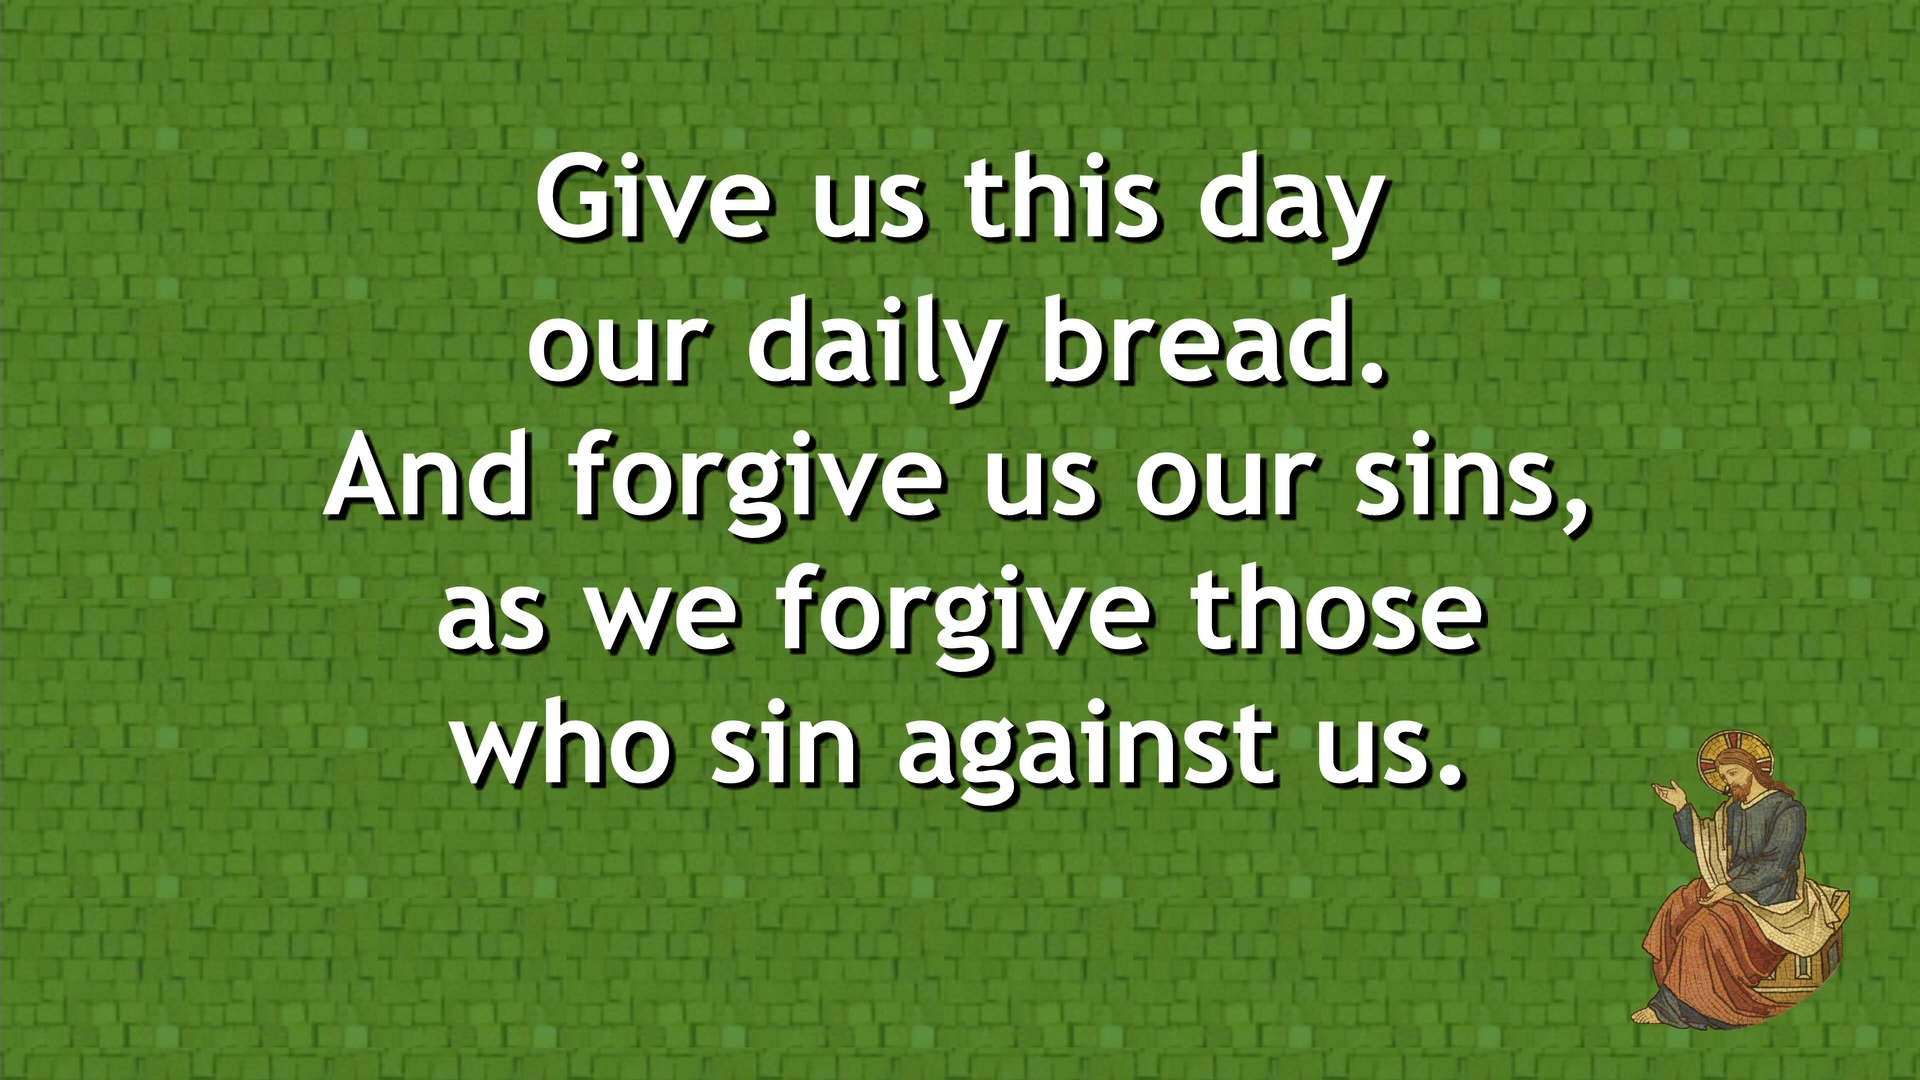 Give us this day
our daily bread.
And forgive us our sins,
as we forgive those
who sin against us.